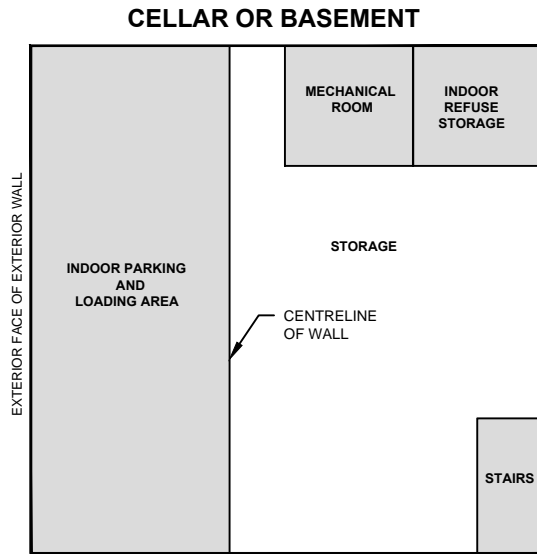 CELLAR OR BASEMENT
MECHANICAL
ROOM
INDOOR
REFUSE
STORAGE
EXTERIOR FACE OF EXTERIOR WALL
STORAGE
INDOOR PARKING
AND
LOADING AREA
CENTRELINE
OF WALL
STAIRS